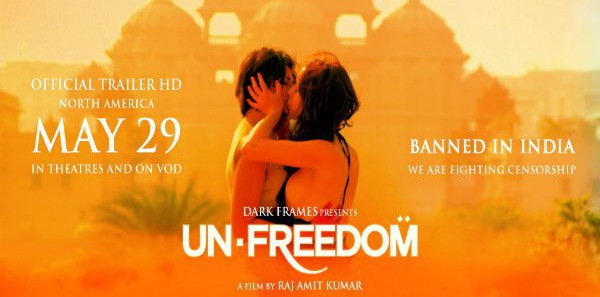 OFFICIAL TRAILER HD
NORTH AMERICA
MAY 29
IN THEATRES AND ON VOD
BANNED IN INDIA
WE ARE FIGHTING CENSORSHIP
DARK FRAMES PRESENTS
UN·FREEDOM
A FILM BY RAJ AMIT KUMAR